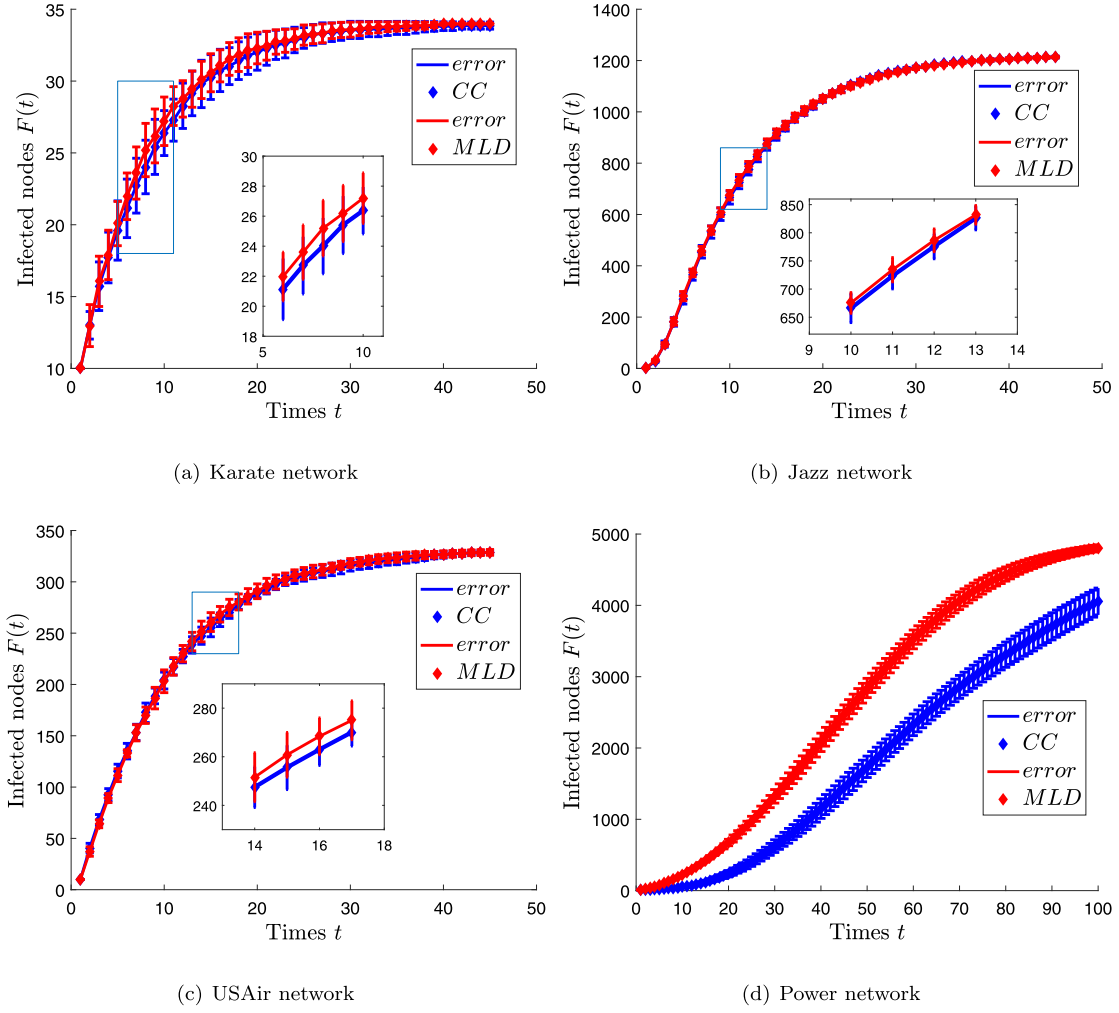 35
30
25
20
15
10
Infected nodes F(t)
error
CC
error
MLD
30
28
26
24
22
20
18
5
10
0
10
20
30
40
50
Times t
(a) Karate network
1400
1200
1000
800
600
400
200
0
Infected nodes F(t)
error
CC
error
MLD
850
800
750
700
650
9
10
11
12
13
14
0
10
20
30
40
50
Times t
(b) Jazz network
350
300
250
200
150
100
50
0
Infected nodes F(t)
error
CC
error
MLD
280
260
240
14
16
18
0
10
20
30
40
50
Times t
(c) USAir network
5000
4000
3000
2000
1000
0
Infected nodes F(t)
error
CC
error
MLD
0
10
20
30
40
50
60
70
80
90
100
Times t
(d) Power network